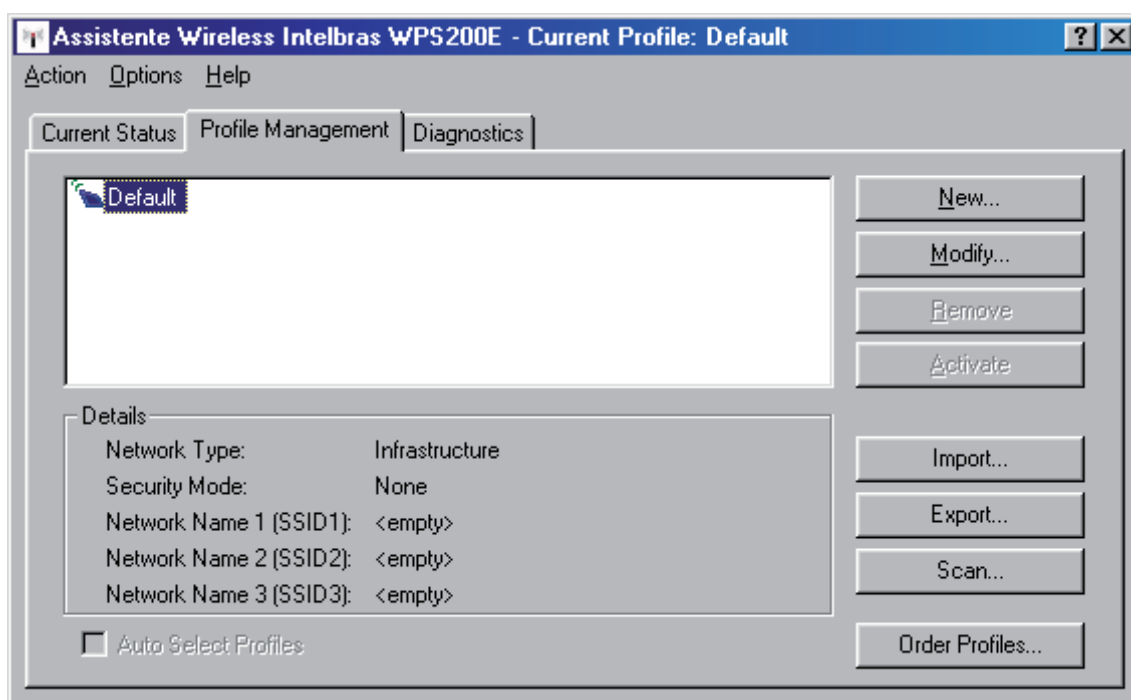 Assistente Wireless Intelbras WPS200E - Current Profile: Default
Action Options Help
Current Status Profile Management Diagnostics
Default
New...
Modify...
Remove
Activate
Details
Network Type: Infrastructure
Security Mode: None
Network Name 1 (SSID1): <empty>
Network Name 2 (SSID2): <empty>
Network Name 3 (SSID3): <empty>
Import...
Export...
Scan...
Auto Select Profiles
Order Profiles...